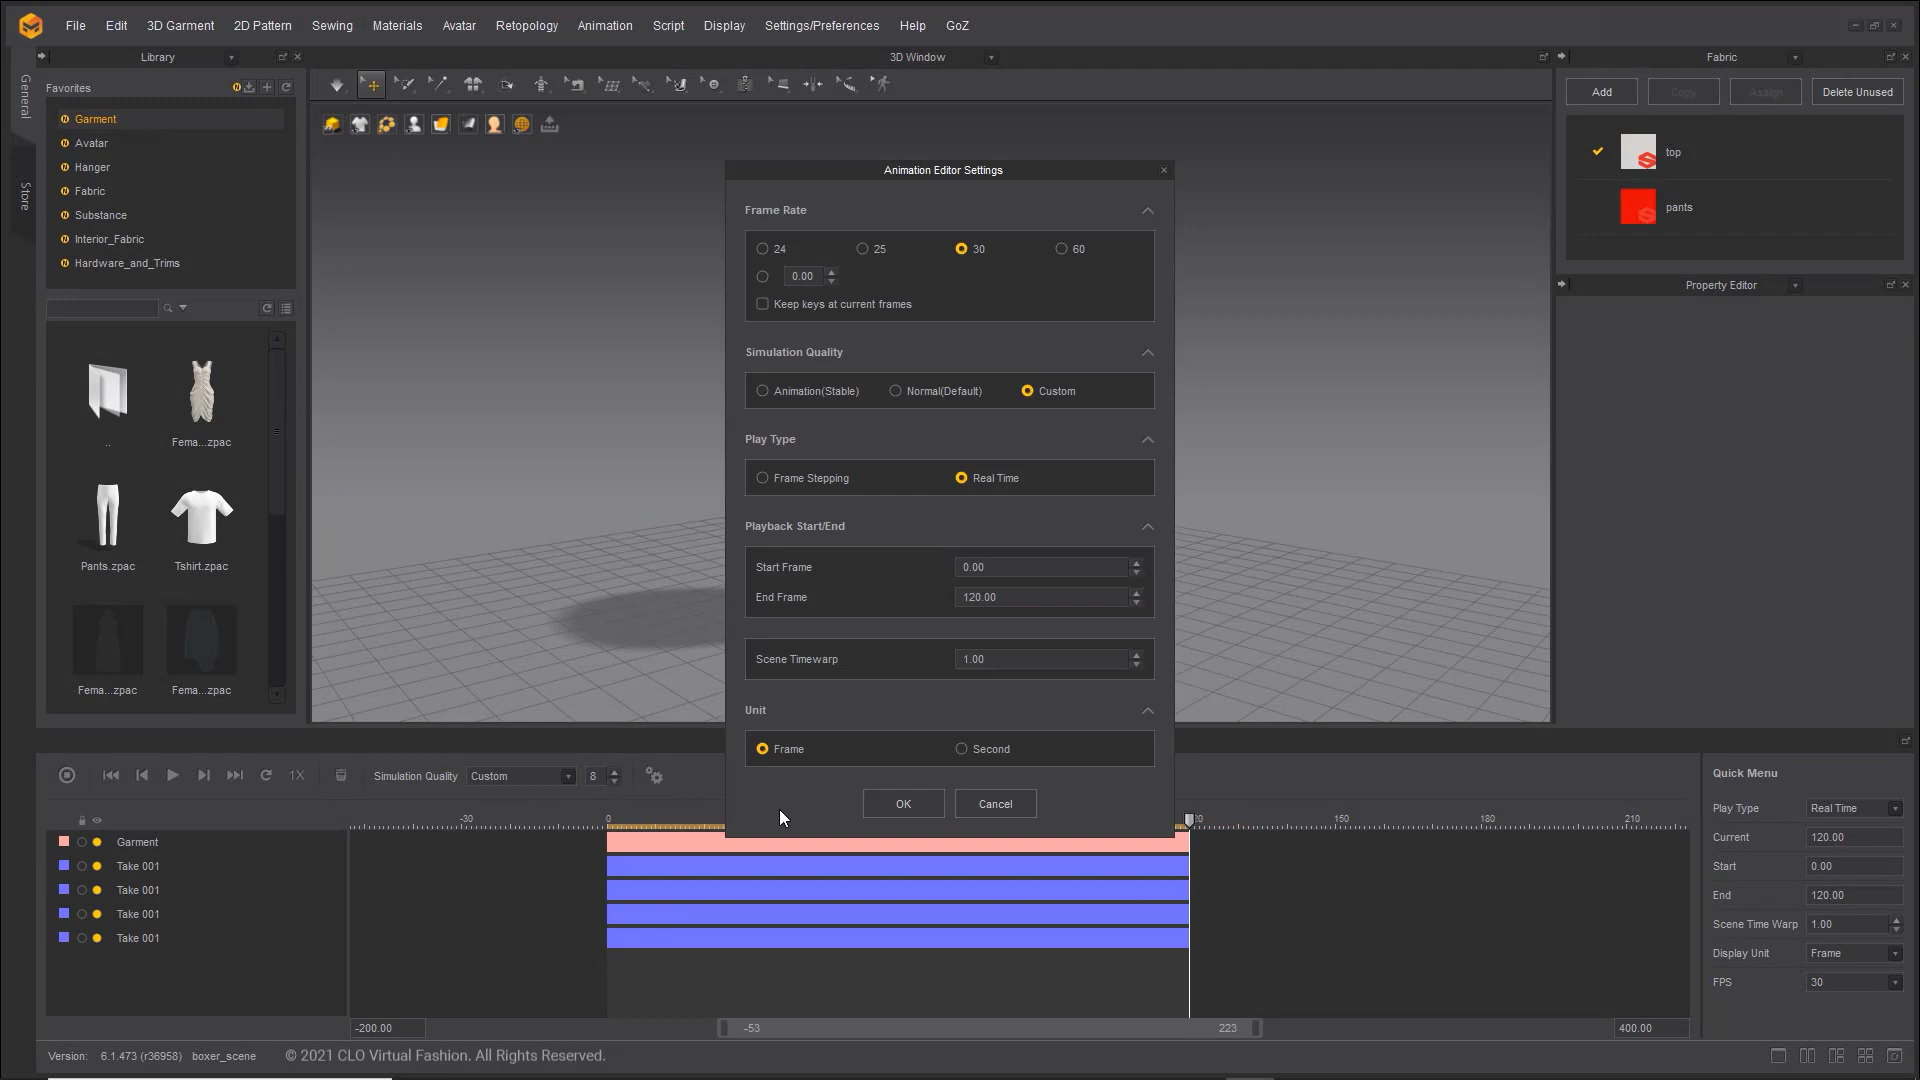 File Edit 3D Garment 2D Pattern Sewing Materials Avatar Retopology Animation Script Display Settings/Preferences Help GoZ
Library
3D Window
Fabric
General
Store
Favorites
Garment
Avatar
Hanger
Fabric
Substance
Interior_Fabric
Hardware_and_Trims
..
Fema...zpac
Pants.zpac
Tshirt.zpac
Fema...zpac
Fema...zpac
Add Copy Assign Delete Unused
top
pants
Property Editor
Animation Editor Settings
Frame Rate
24 25 30 60
0.00
Keep keys at current frames
Simulation Quality
Animation(Stable) Normal(Default) Custom
Play Type
Frame Stepping Real Time
Playback Start/End
Start Frame 0.00
End Frame 120.00
Scene Timewarp 1.00
Unit
Frame Second
OK Cancel
1X Simulation Quality Custom 8
-30 0 20 150 180 210
Garment
Take 001
Take 001
Take 001
Take 001
-200.00 -53 223 400.00
Quick Menu
Play Type Real Time
Current 120.00
Start 0.00
End 120.00
Scene Time Warp 1.00
Display Unit Frame
FPS 30
Version: 6.1.473 (r36958) boxer_scene © 2021 CLO Virtual Fashion. All Rights Reserved.